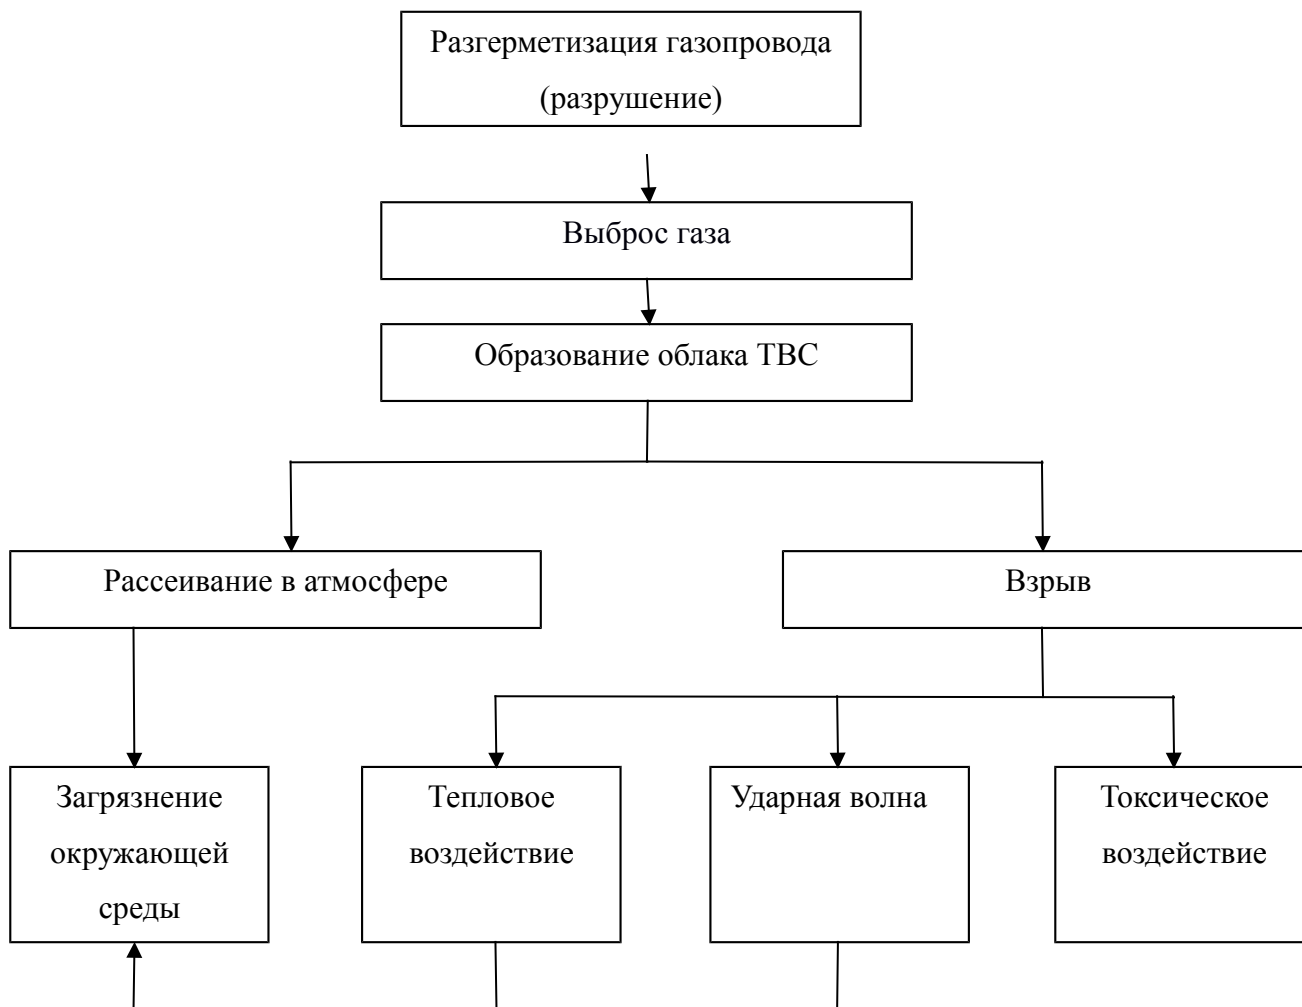 Разгерметизация газопровода
(разрушение)
Выброс газа
Образование облака ТВС
Рассеивание в атмосфере
Взрыв
Загрязнение
окружающей
среды
Тепловое
воздействие
Ударная волна
Токсическое
воздействие